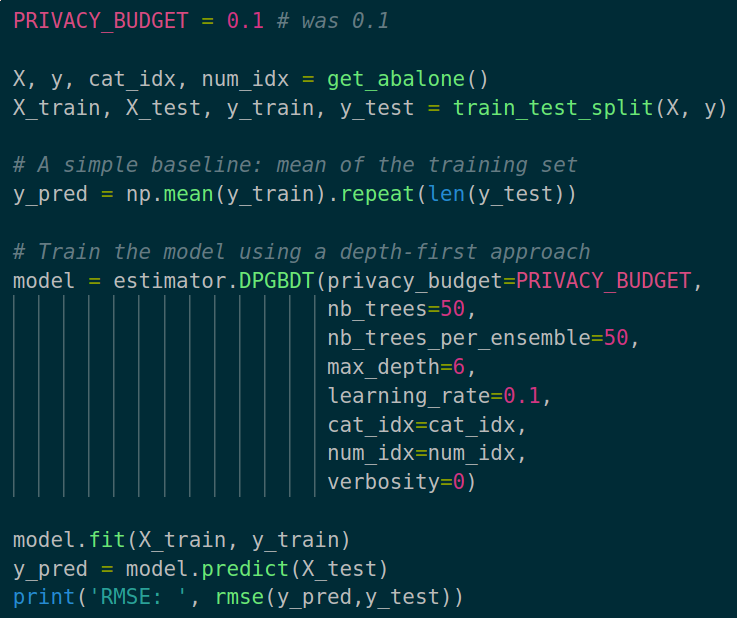 PRIVACY_BUDGET = 0.1 # was 0.1
X, y, cat_idx, num_idx = get_abalone()
X_train, X_test, y_train, y_test = train_test_split(X, y)
# A simple baseline: mean of the training set
y_pred = np.mean(y_train).repeat(len(y_test))
# Train the model using a depth-first approach
model = estimator.DPGBDT(privacy_budget=PRIVACY_BUDGET,
nb_trees=50,
nb_trees_per_ensemble=50,
max_depth=6,
learning_rate=0.1,
cat_idx=cat_idx,
num_idx=num_idx,
verbosity=0)
model.fit(X_train, y_train)
y_pred = model.predict(X_test)
print('RMSE: ', rmse(y_pred,y_test))